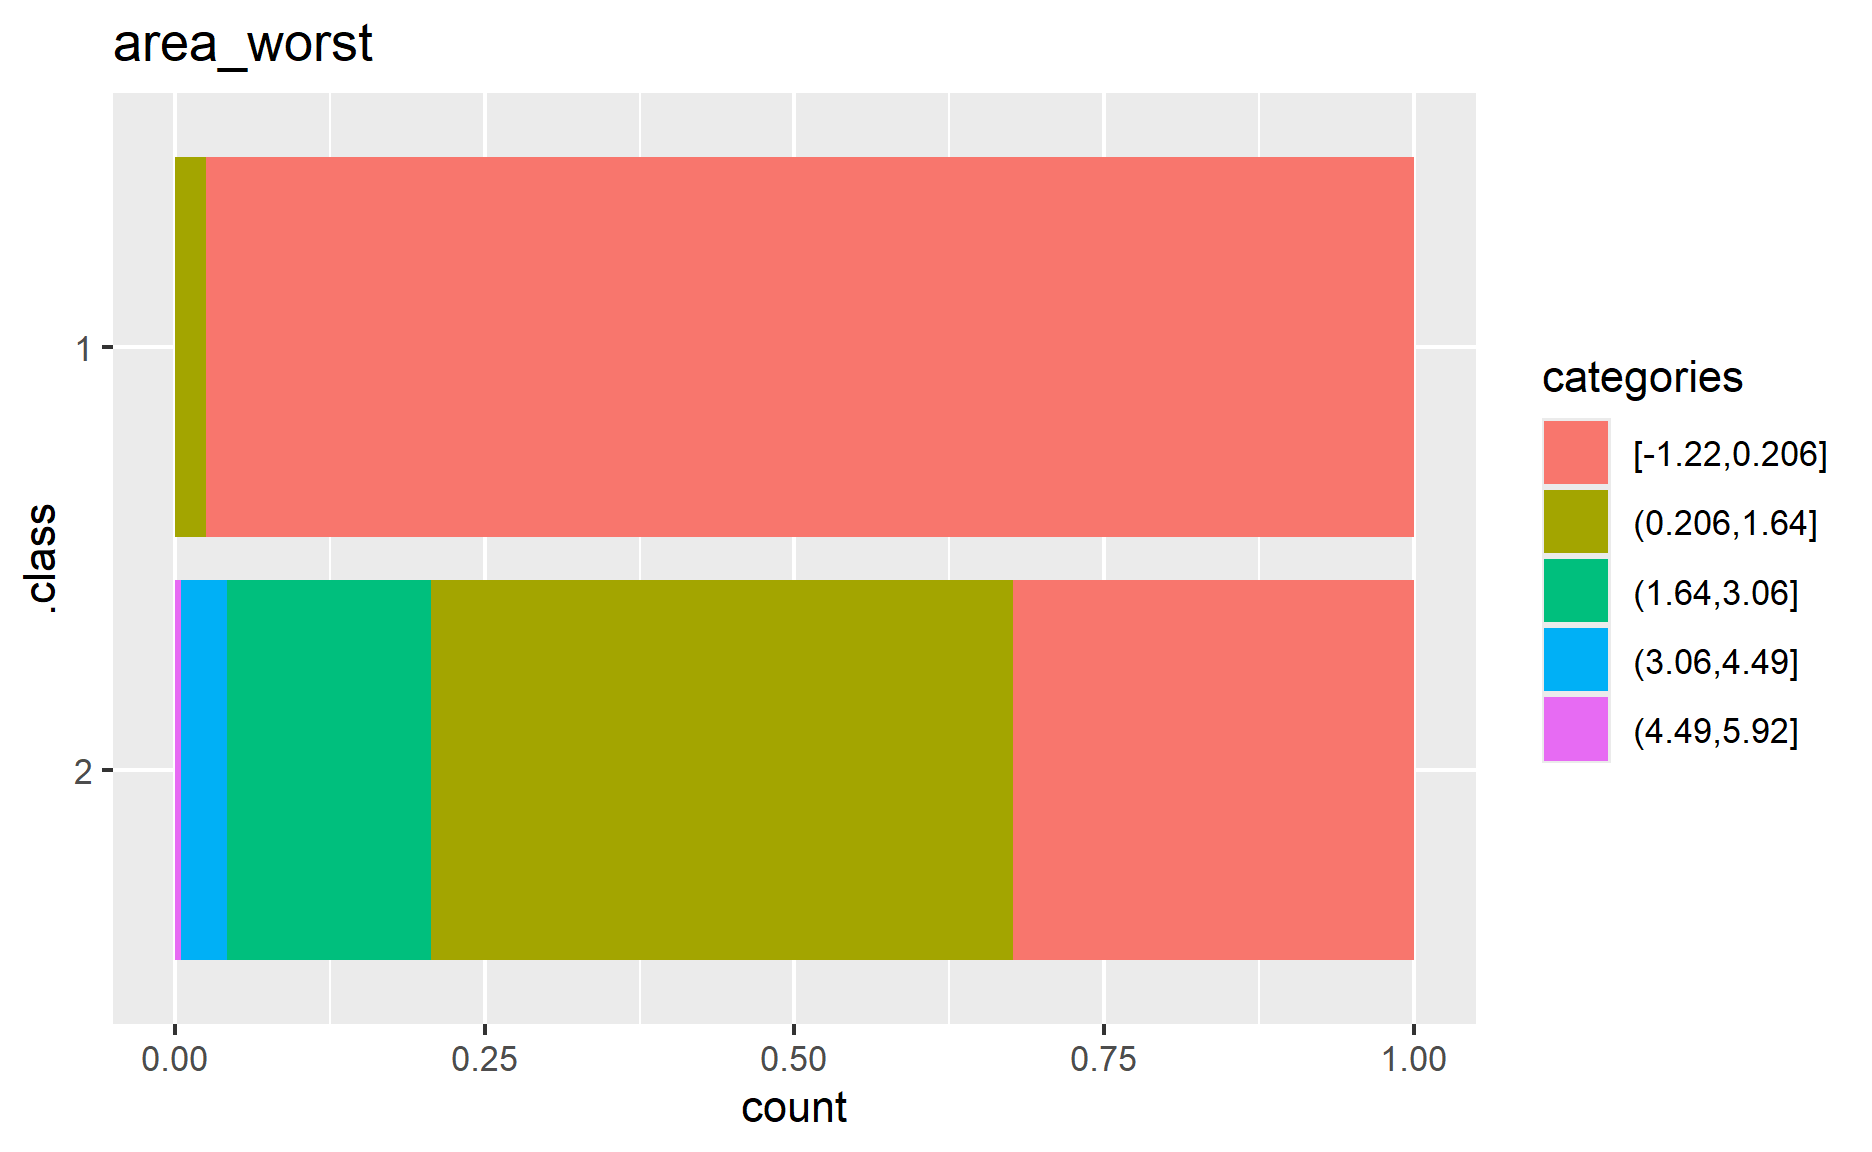 area_worst
.class
1
2
0.00 0.25 0.50 0.75 1.00
count
categories
[-1.22,0.206]
(0.206,1.64]
(1.64,3.06]
(3.06,4.49]
(4.49,5.92]